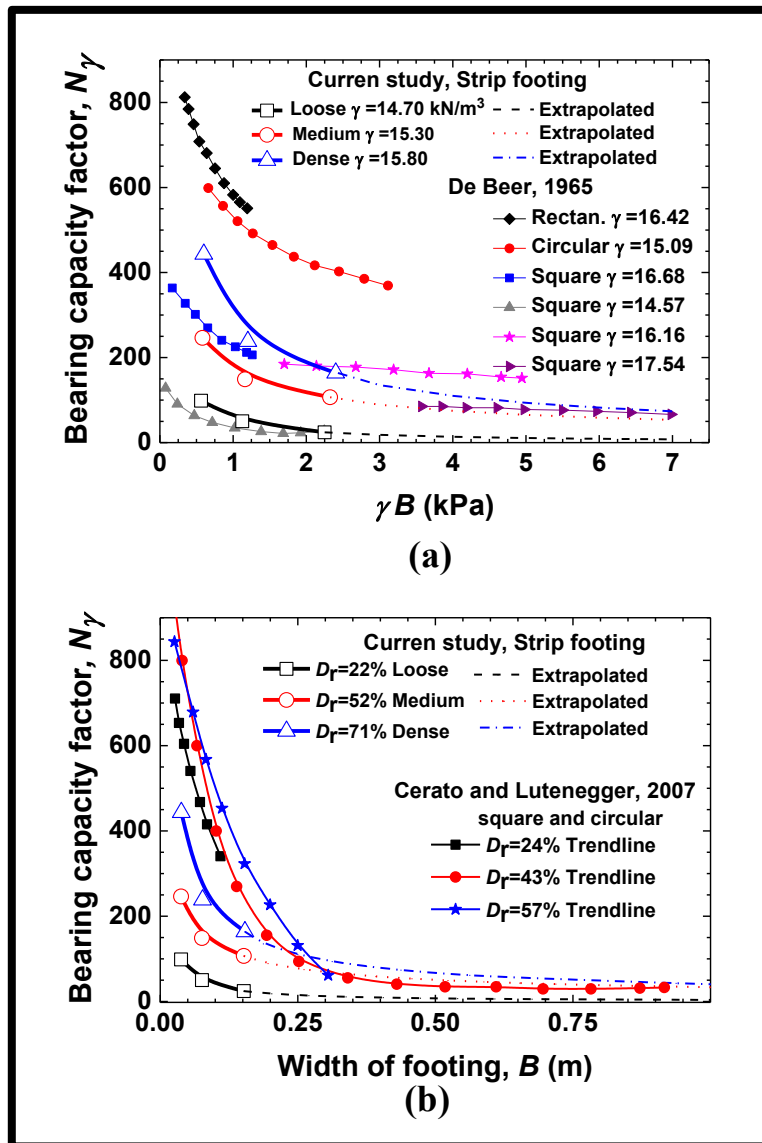 Curren study, Strip footing
Loose γ =14.70 kN/m³
Medium γ =15.30
Dense γ =15.80
Extrapolated
Extrapolated
Extrapolated
De Beer, 1965
Rectan. γ =16.42
Circular γ =15.09
Square γ =16.68
Square γ =14.57
Square γ =16.16
Square γ =17.54
Bearing capacity factor, Nγ
800
600
400
200
0
0 1 2 3 4 5 6 7
γ B (kPa)
(a)
Curren study, Strip footing
Dr=22% Loose
Dr=52% Medium
Dr=71% Dense
Extrapolated
Extrapolated
Extrapolated
Cerato and Lutenegger, 2007
square and circular
Dr=24% Trendline
Dr=43% Trendline
Dr=57% Trendline
Bearing capacity factor, Nγ
800
600
400
200
0
0.00 0.25 0.50 0.75
Width of footing, B (m)
(b)